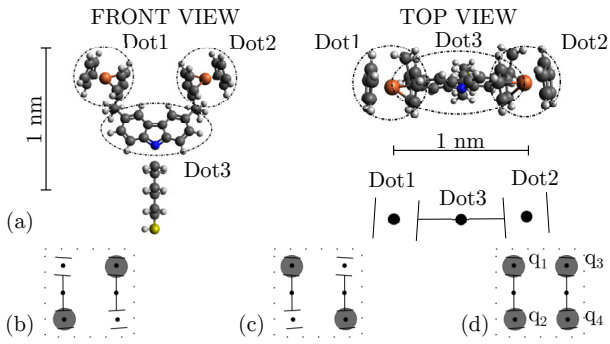 FRONT VIEW
TOP VIEW
Dot1
Dot2
Dot1
Dot3
Dot2
1 nm
Dot3
1 nm
Dot1
Dot3
Dot2
(a)
(b)
(c)
(d)
q1
q3
q2
q4